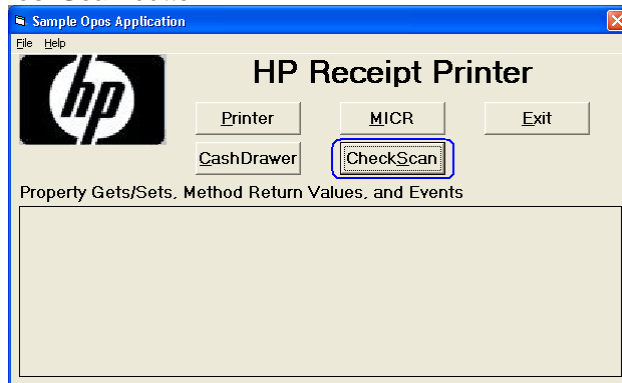 Sample Opos Application
File Help
hp
HP Receipt Printer
Printer MICR Exit
CashDrawer CheckScan
Property Gets/Sets, Method Return Values, and Events